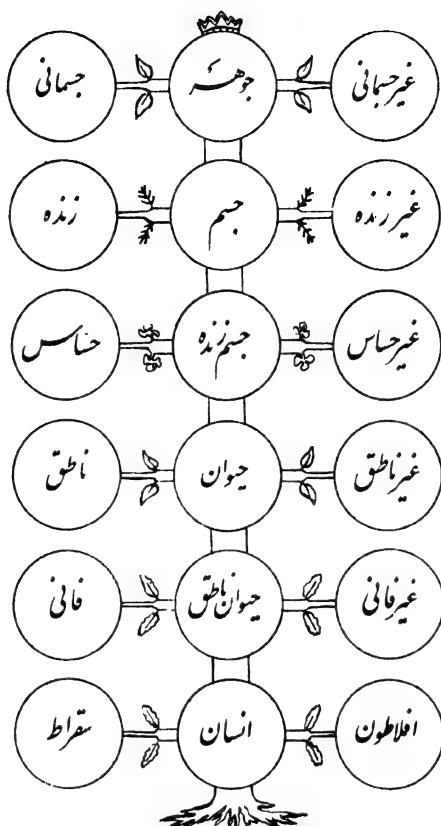 غیرجسمانی جوهر جسمانی
غیرزنده جسم زنده
غیرحساس جسم زنده حساس
غیرناطق حیوان ناطق
غیرفانی حیوان ناطق فانی
افلاطون انسان سقراط